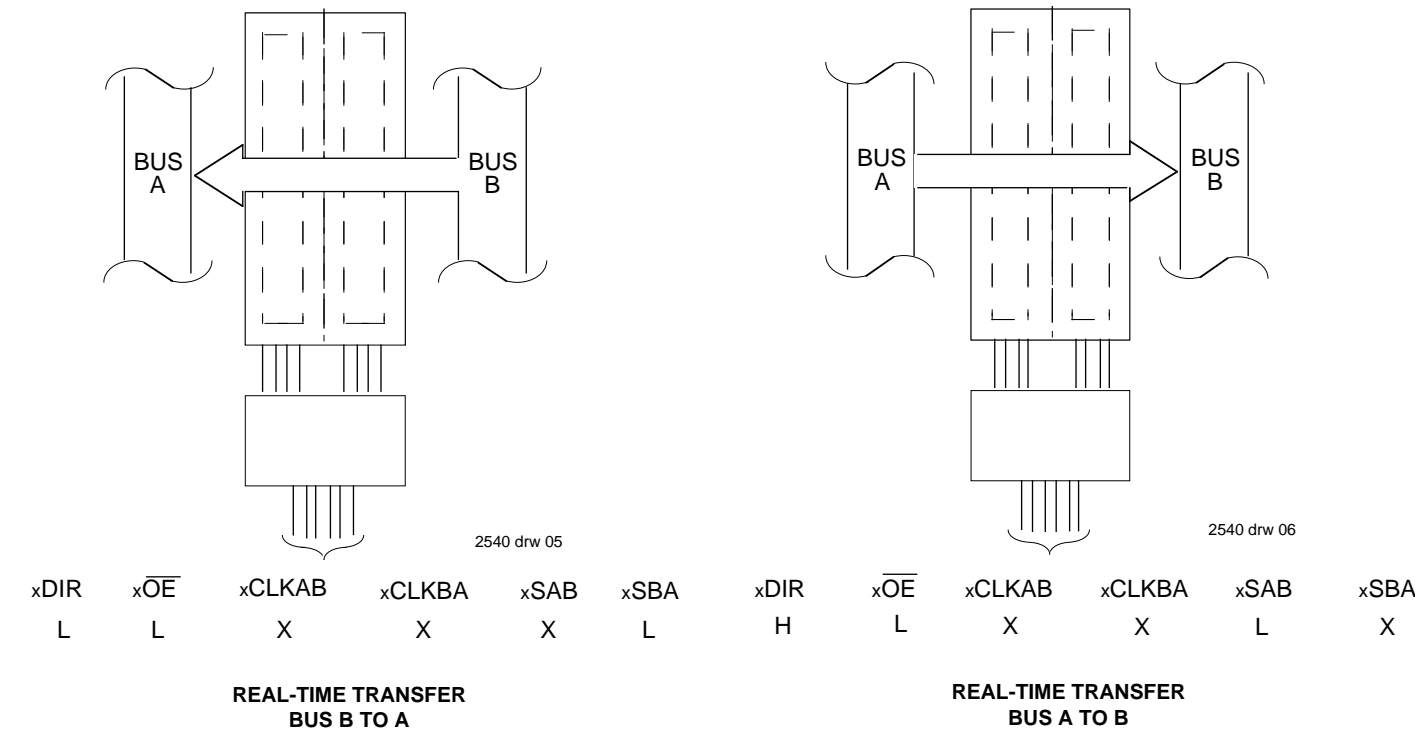 BUS
A
BUS
B
2540 drw 05
xDIR xOE xCLKAB xCLKBA xSAB xSBA
L L X X X L
REAL-TIME TRANSFER
BUS B TO A
BUS
A
BUS
B
2540 drw 06
xDIR xOE xCLKAB xCLKBA xSAB xSBA
H L X X L X
REAL-TIME TRANSFER
BUS A TO B